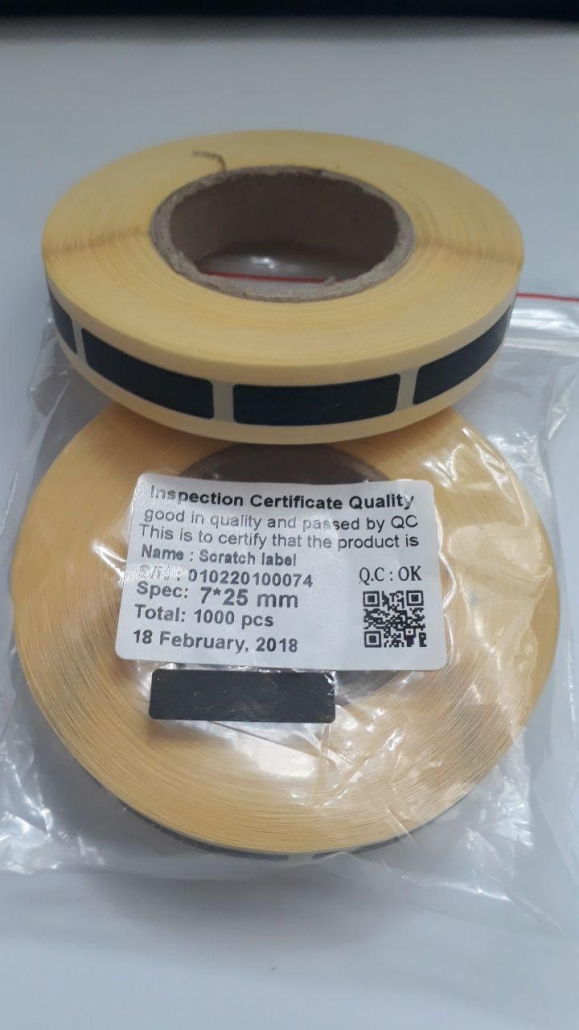 Inspection Certificate Quality
good in quality and passed by QC
This is to certify that the product is
Name : Scratch label
S/N : 010220100074
Q.C : OK
Spec: 7*25 mm
Total: 1000 pcs
18 February, 2018